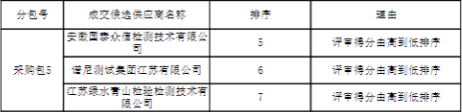 分包号 成交候选供应商名称 排序 理由
安徽国泰众信检测技术有限公
司 5 评审得分由高到低排序
采购包5 谱尼测试集团江苏有限公司 6 评审得分由高到低排序
江苏绿水青山检验检测技术有
限公司 7 评审得分由高到低排序